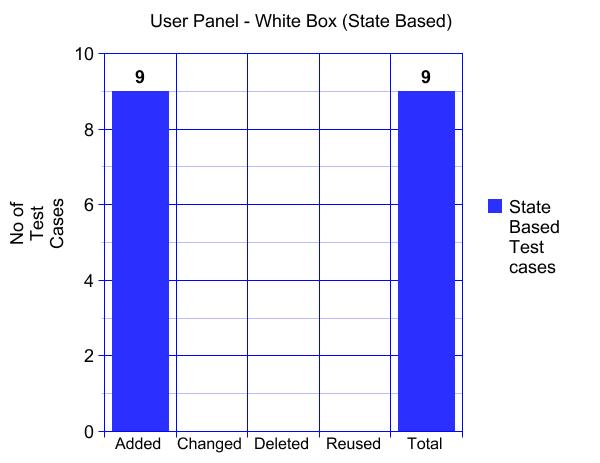 User Panel - White Box (State Based)
10
8
6
4
2
0
No of
Test
Cases
9
9
Added
Changed
Deleted
Reused
Total
State
Based
Test
cases